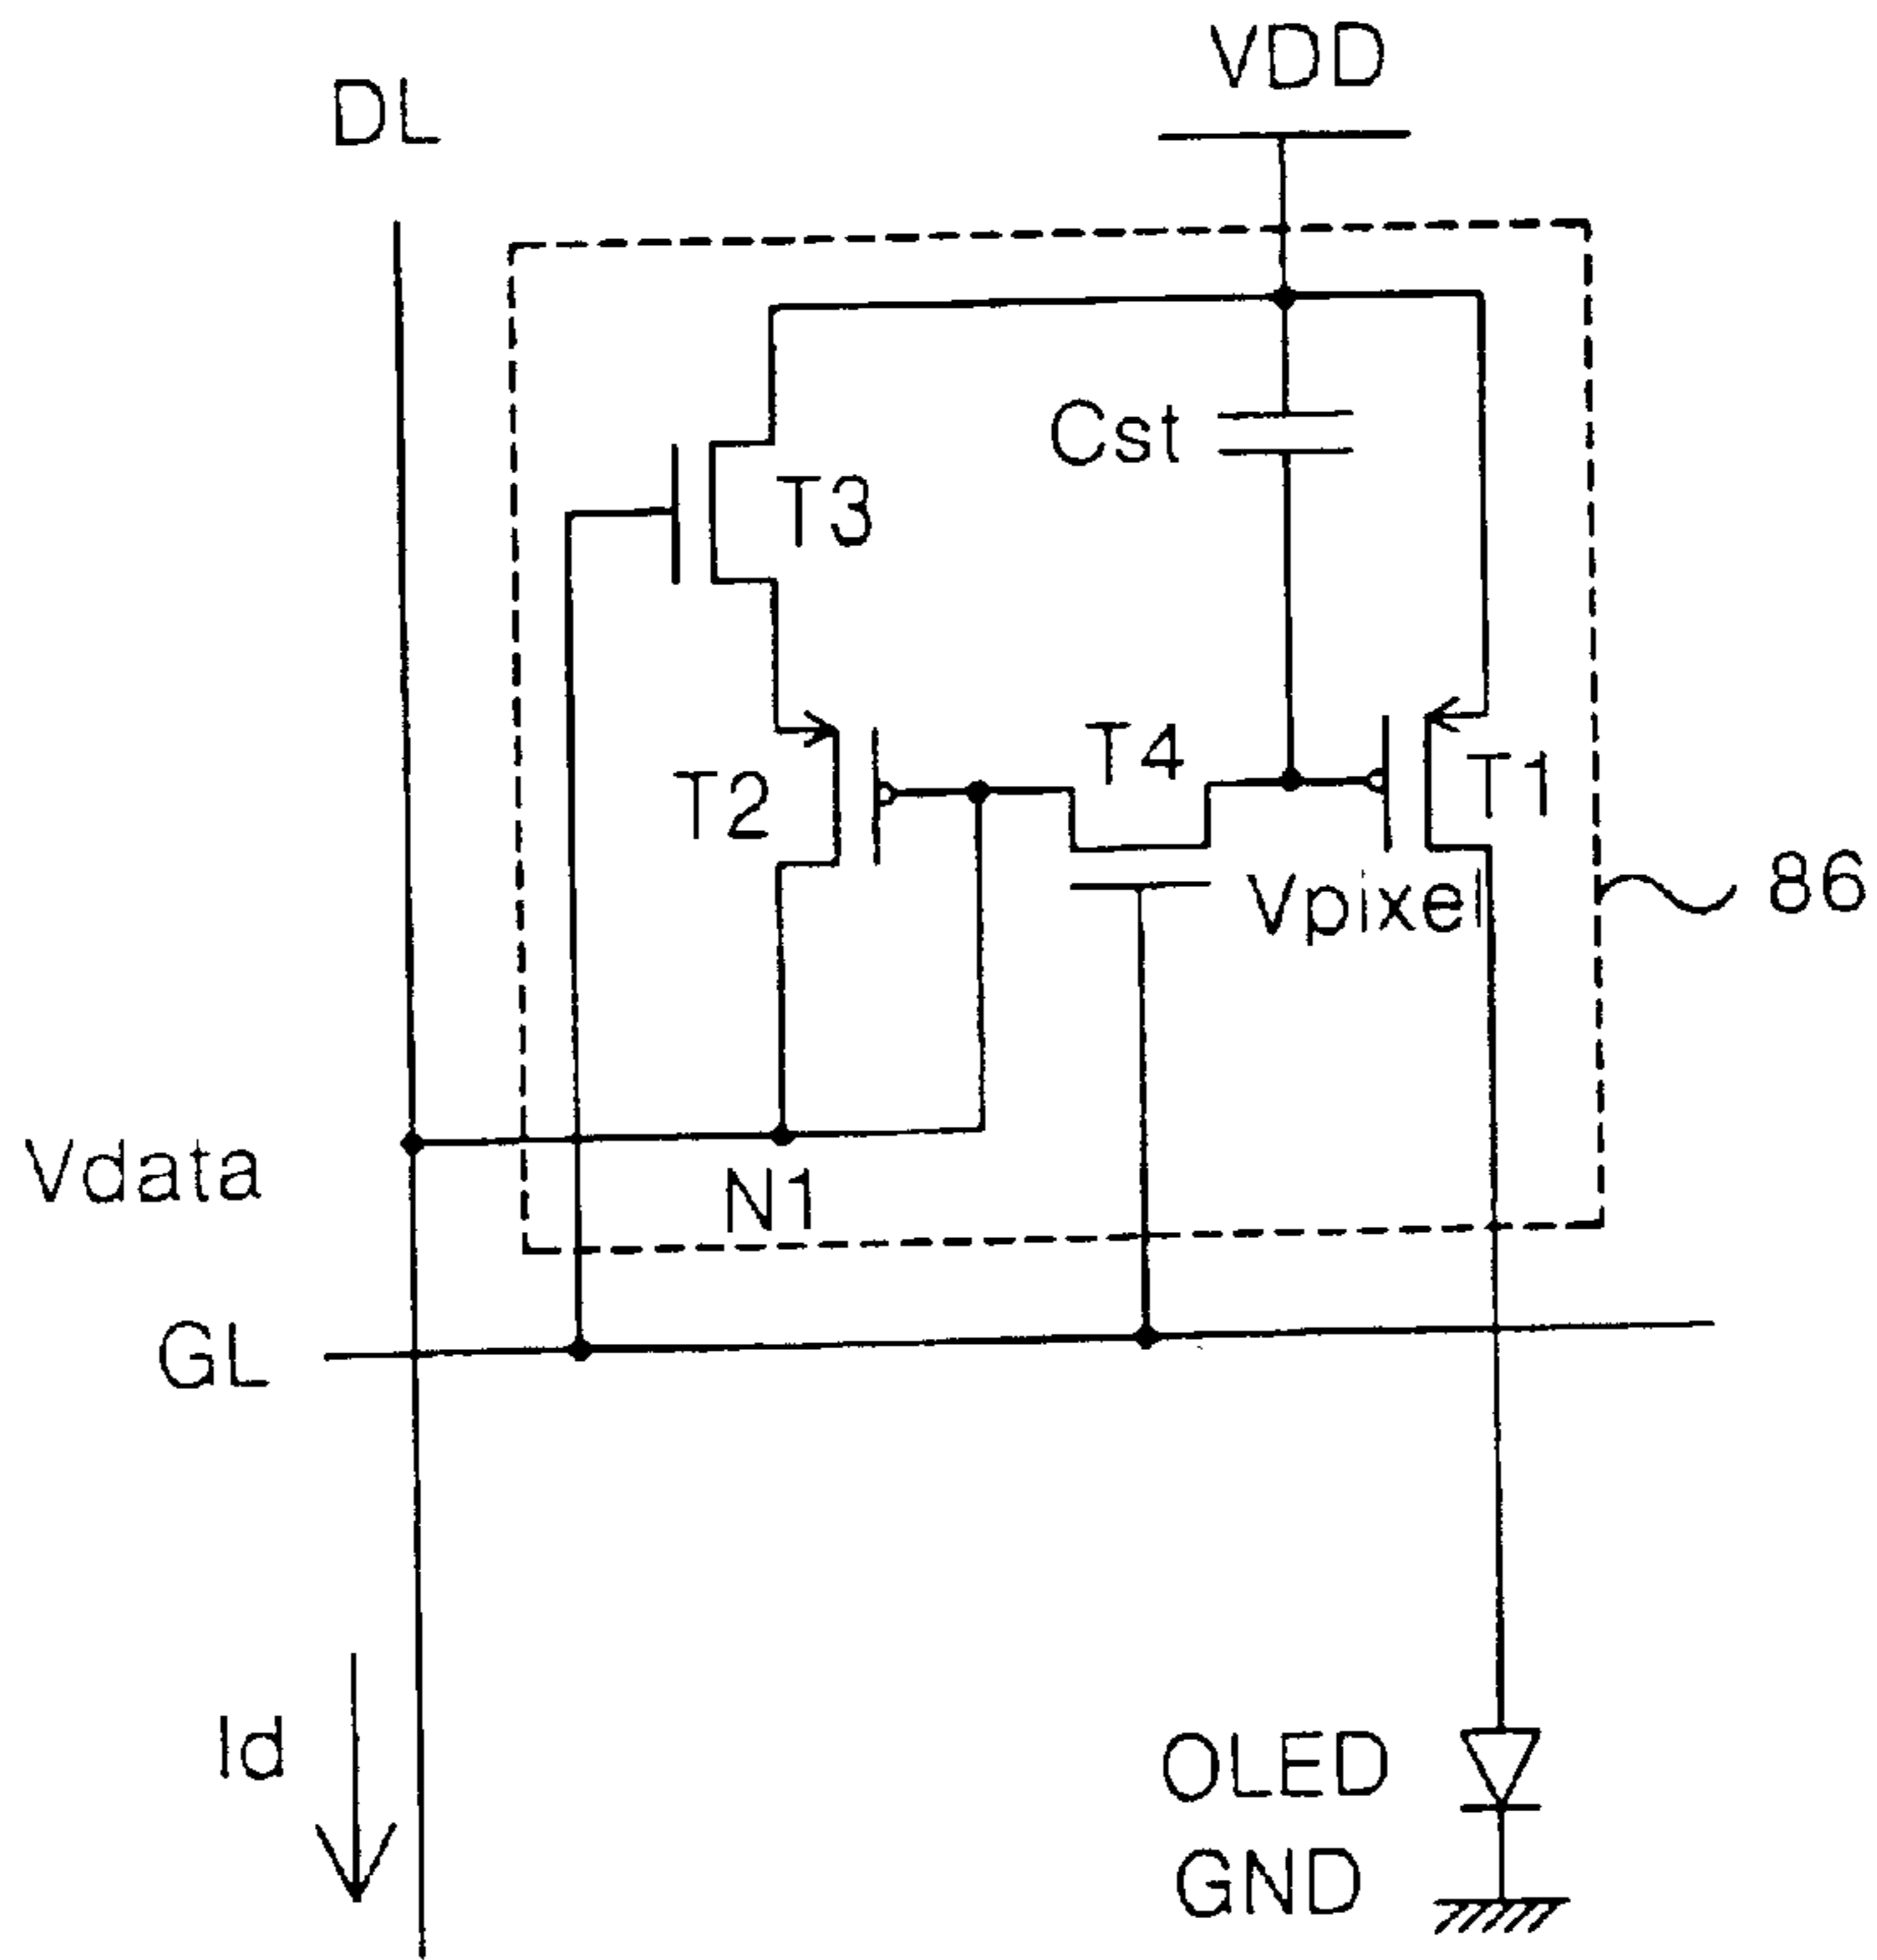 VDD
DL
Cst
T3
T4
T2
T1
Vpixel
86
Vdata
N1
GL
Id
OLED
GND